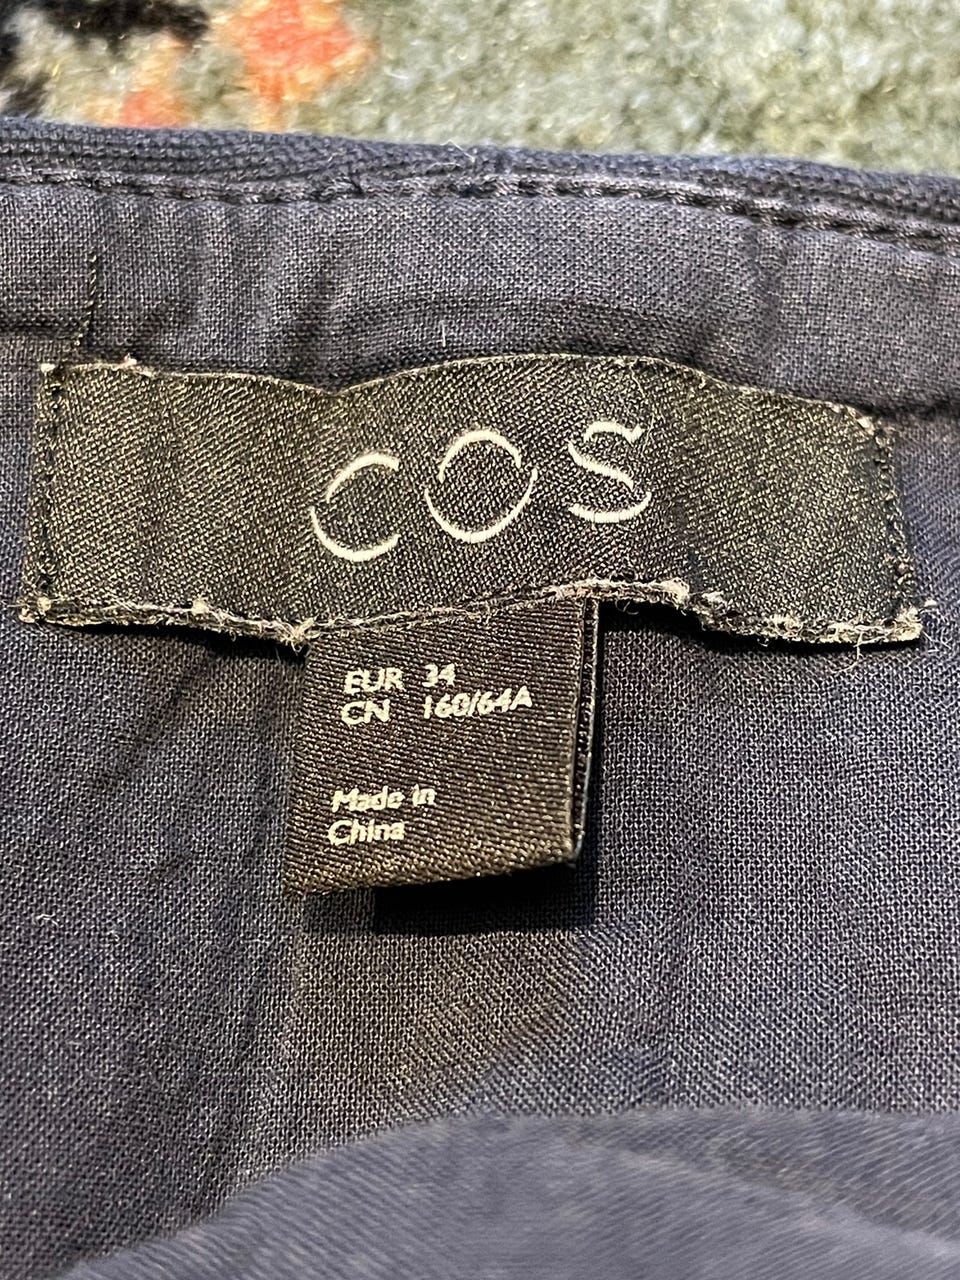 COS
EUR 34
CN 160/64A
Made in
China